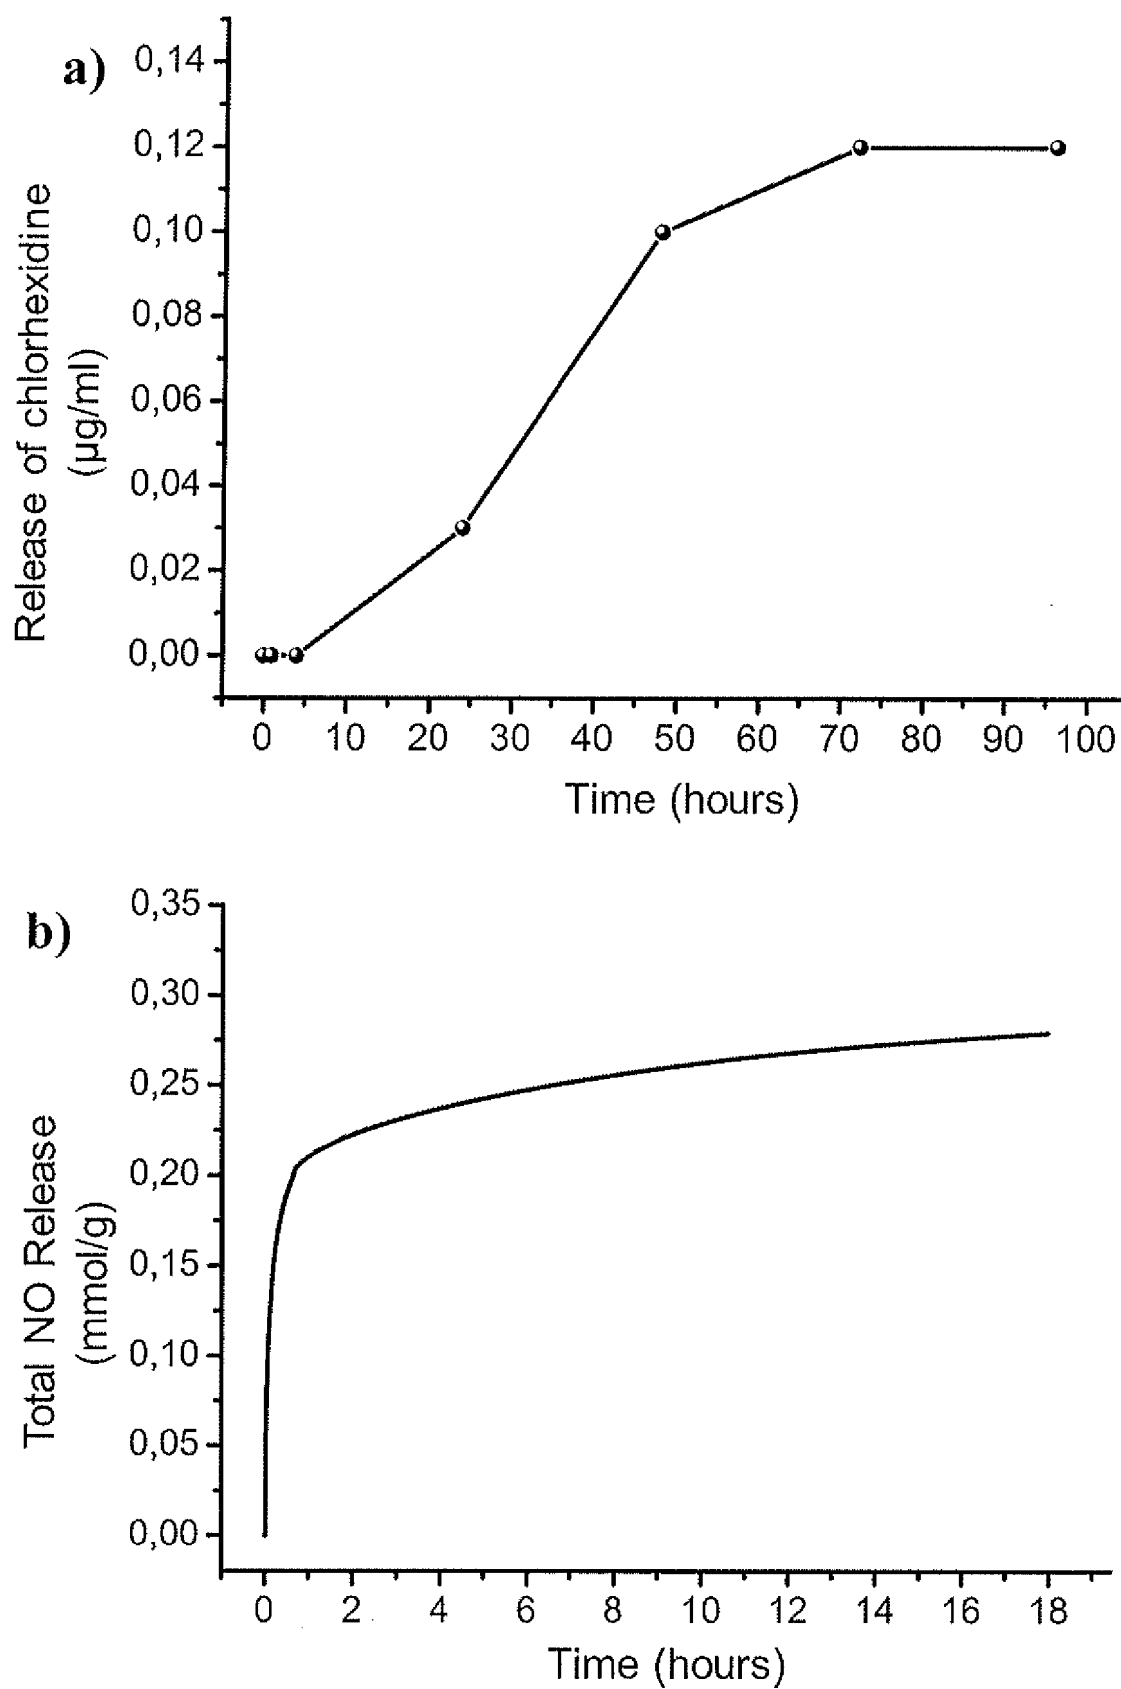 a)
0,14
0,12
0,10
0,08
0,06
0,04
0,02
0,00
Release of chlorhexidine
(µg/ml)
0 10 20 30 40 50 60 70 80 90 100
Time (hours)
b)
0,35
0,30
0,25
0,20
0,15
0,10
0,05
0,00
Total NO Release
(mmol/g)
0 2 4 6 8 10 12 14 16 18
Time (hours)